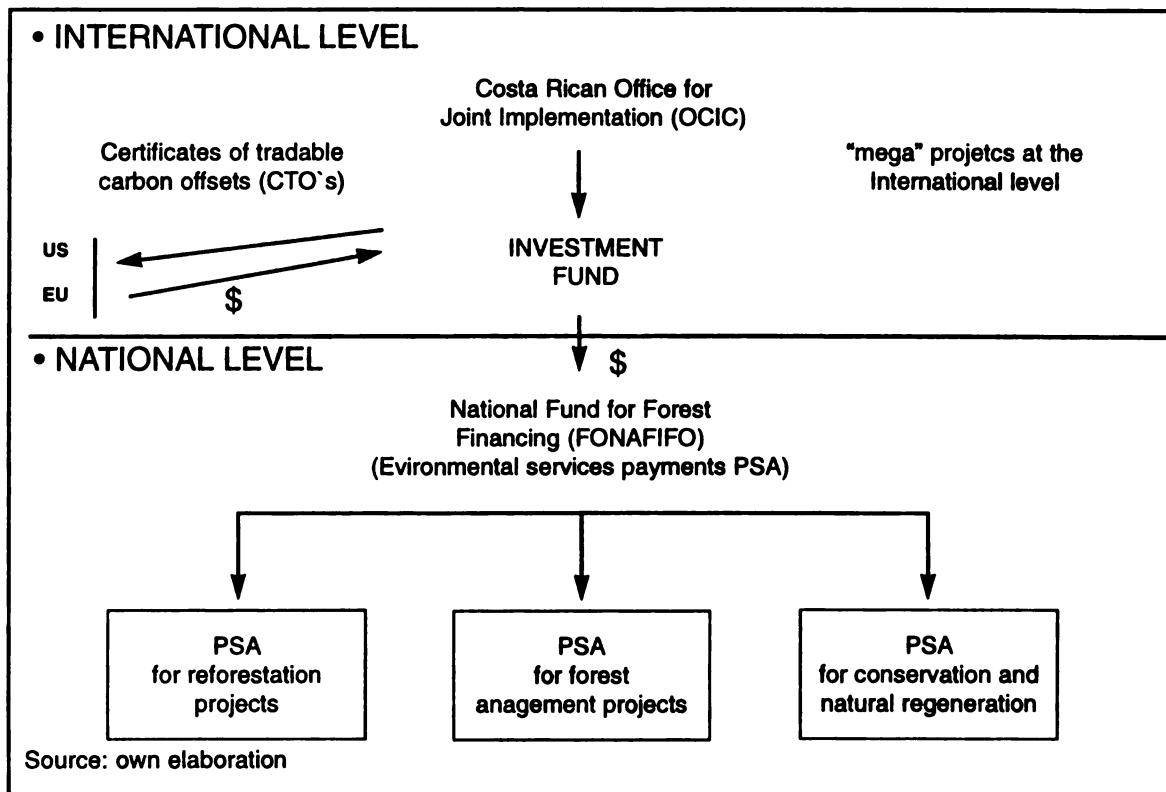 • INTERNATIONAL LEVEL
Costa Rican Office for
Joint Implementation (OCIC)
Certificates of tradable
carbon offsets (CTO`s)
"mega" projetcs at the
International level
US
EU
$
INVESTMENT
FUND
• NATIONAL LEVEL
$
National Fund for Forest
Financing (FONAFIFO)
(Evironmental services payments PSA)
PSA
for reforestation
projects
PSA
for forest
anagement projects
PSA
for conservation and
natural regeneration
Source: own elaboration